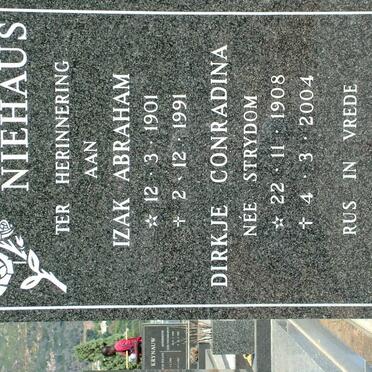 NIEHAUS
TER HERINNERING
AAN
IZAK ABRAHAM
☆ 12 · 3 · 1901
✝ 2 · 12 · 1991
DIRKJE CONRADINA
NEE STRYDOM
☆ 22 · 11 · 1908
✝ 4 · 3 · 2004
RUS IN VREDE
KRYNAUW